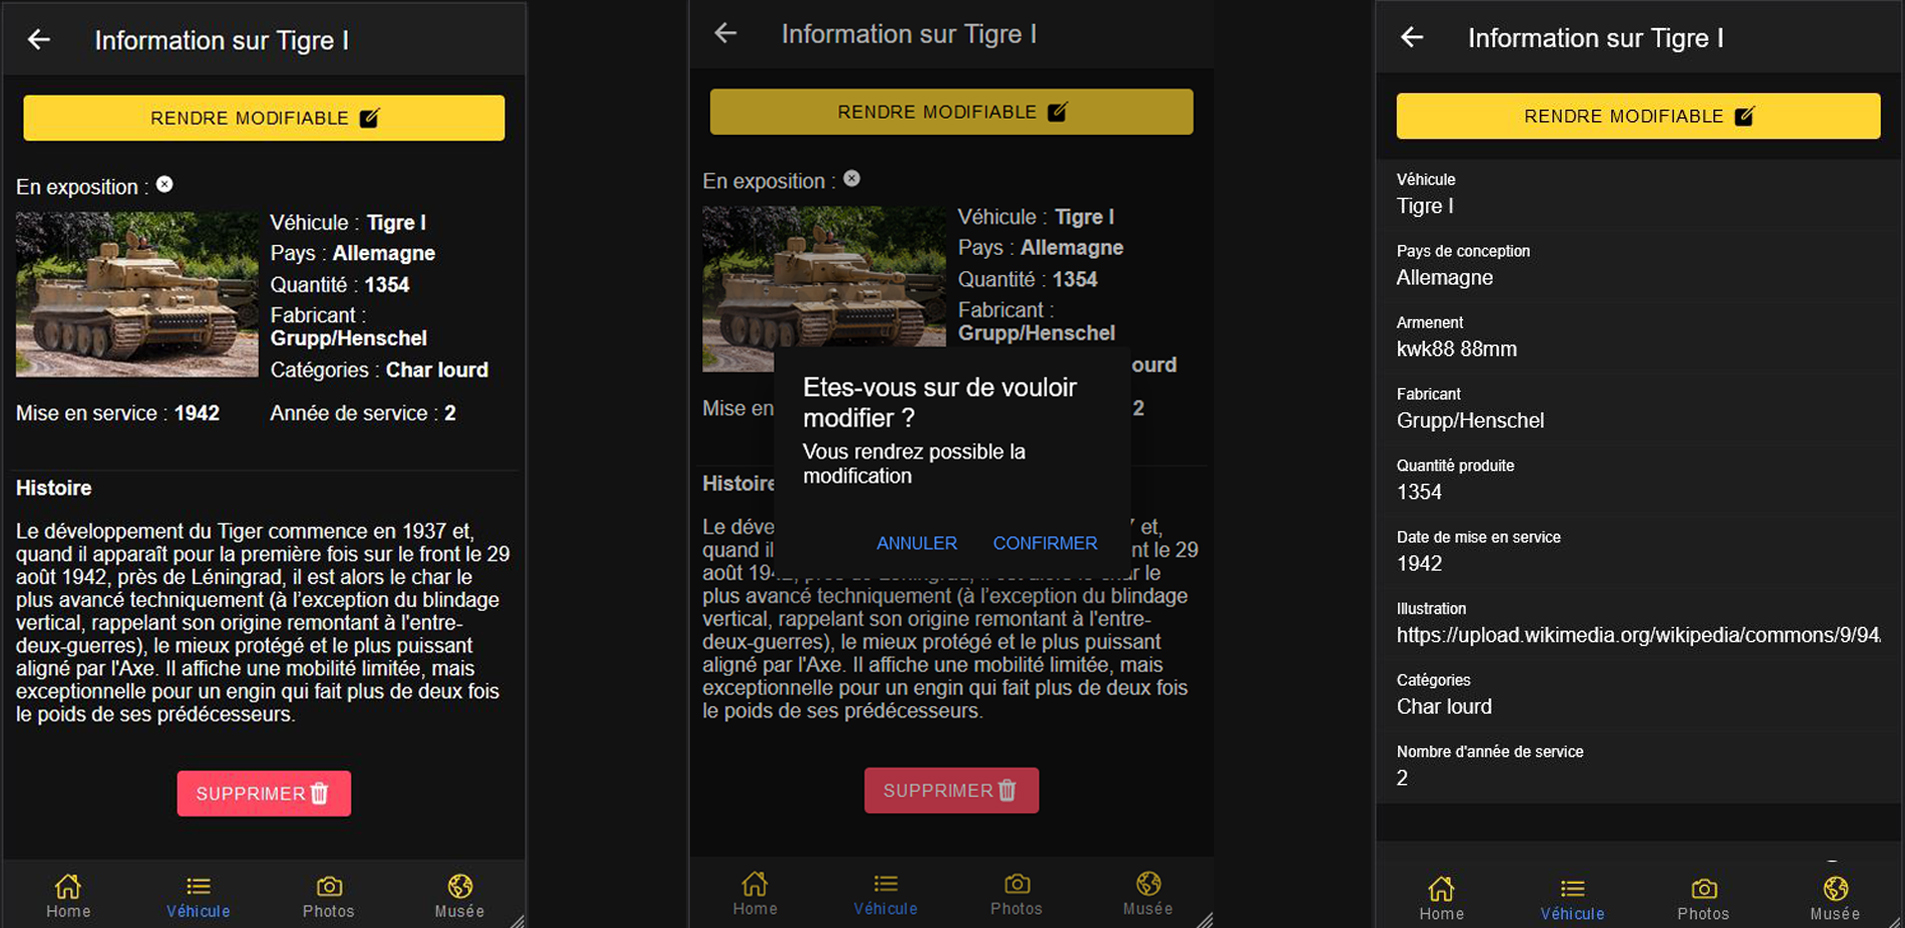 Information sur Tigre I
RENDRE MODIFIABLE
En exposition :
Véhicule : Tigre I
Pays : Allemagne
Quantité : 1354
Fabricant :
Grupp/Henschel
Catégories : Char lourd
Mise en service : 1942
Année de service : 2
Histoire
Le développement du Tiger commence en 1937 et,
quand il apparaît pour la première fois sur le front le 29
août 1942, près de Léningrad, il est alors le char le
plus avancé techniquement (à l'exception du blindage
vertical, rappelant son origine remontant à l'entre-
deux-guerres), le mieux protégé et le plus puissant
aligné par l'Axe. Il affiche une mobilité limitée, mais
exceptionnelle pour un engin qui fait plus de deux fois
le poids de ses prédécesseurs.
SUPPRIMER
Home
Véhicule
Photos
Musée
Information sur Tigre I
RENDRE MODIFIABLE
En exposition :
Véhicule : Tigre I
Pays : Allemagne
Quantité : 1354
Fabricant :
Grupp/Henschel
ourd
Mise en
2
Etes-vous sur de vouloir
modifier ?
Vous rendrez possible la
modification
ANNULER
CONFIRMER
Histoire
Le déve
7 et,
quand il
nt le 29
août 1942, près de Léningrad, il est alors le char le
plus avancé techniquement (à l'exception du blindage
vertical, rappelant son origine remontant à l'entre-
deux-guerres), le mieux protégé et le plus puissant
aligné par l'Axe. Il affiche une mobilité limitée, mais
exceptionnelle pour un engin qui fait plus de deux fois
le poids de ses prédécesseurs.
SUPPRIMER
Home
Véhicule
Photos
Musée
Information sur Tigre I
RENDRE MODIFIABLE
Véhicule
Tigre I
Pays de conception
Allemagne
Armenent
kwk88 88mm
Fabricant
Grupp/Henschel
Quantité produite
1354
Date de mise en service
1942
Illustration
https://upload.wikimedia.org/wikipedia/commons/9/94
Catégories
Char lourd
Nombre d'année de service
2
Home
Véhicule
Photos
Musée